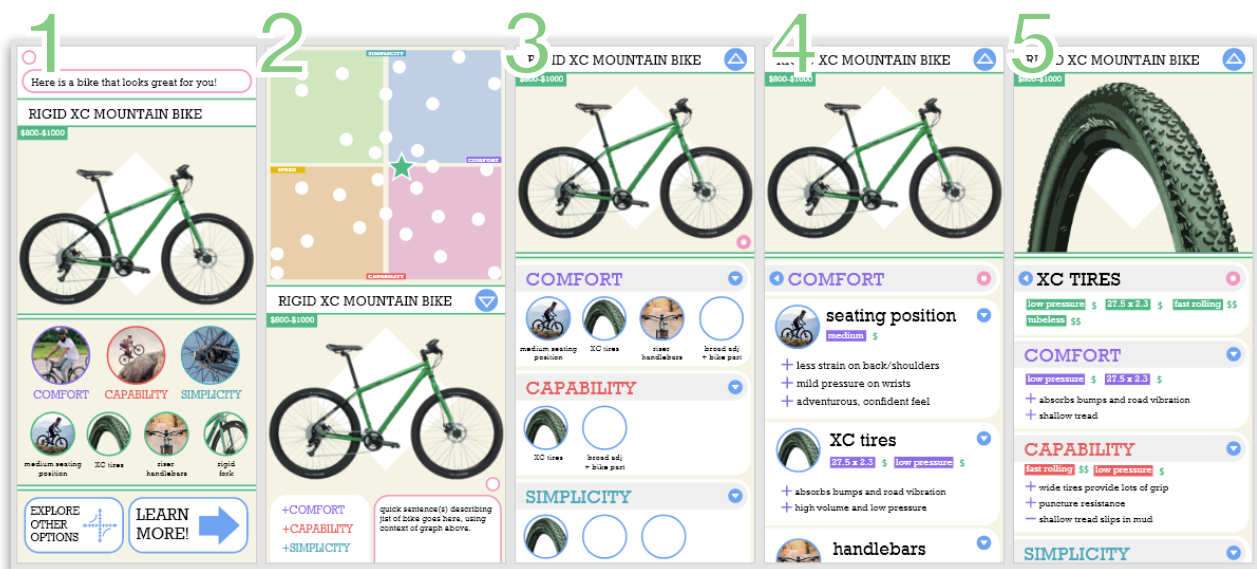 1
Here is a bike that looks great for you!
RIGID XC MOUNTAIN BIKE
$800-$1000
COMFORT
CAPABILITY
SIMPLICITY
medium seating
position
XC tires
riser
handlebars
rigid
fork
EXPLORE
OTHER
OPTIONS
LEARN
MORE!
2
SIMPLICITY
COMFORT
SPEED
CAPABILITY
RIGID XC MOUNTAIN BIKE
$800-$1000
+COMFORT
+CAPABILITY
+SIMPLICITY
quick sentence(s) describing
jist of bike goes here, using
context of graph above.
3
RIGID XC MOUNTAIN BIKE
$800-$1000
COMFORT
medium seating
position
XC tires
riser
handlebars
broad adj
+ bike part
CAPABILITY
XC tires
broad adj
+ bike part
SIMPLICITY
4
RIGID XC MOUNTAIN BIKE
$800-$1000
COMFORT
seating position
medium $
+ less strain on back/shoulders
+ mild pressure on wrists
+ adventurous, confident feel
XC tires
27.5 x 2.3 $ low pressure $
+ absorbs bumps and road vibration
+ high volume and low pressure
handlebars
5
RIGID XC MOUNTAIN BIKE
$800-$1000
XC TIRES
low pressure $ 27.5 x 2.3 $ fast rolling $$
tubeless $$
COMFORT
low pressure $ 27.5 x 2.3 $
+ absorbs bumps and road vibration
+ shallow tread
CAPABILITY
fast rolling $$ low pressure $
+ wide tires provide lots of grip
+ puncture resistance
− shallow tread slips in mud
SIMPLICITY